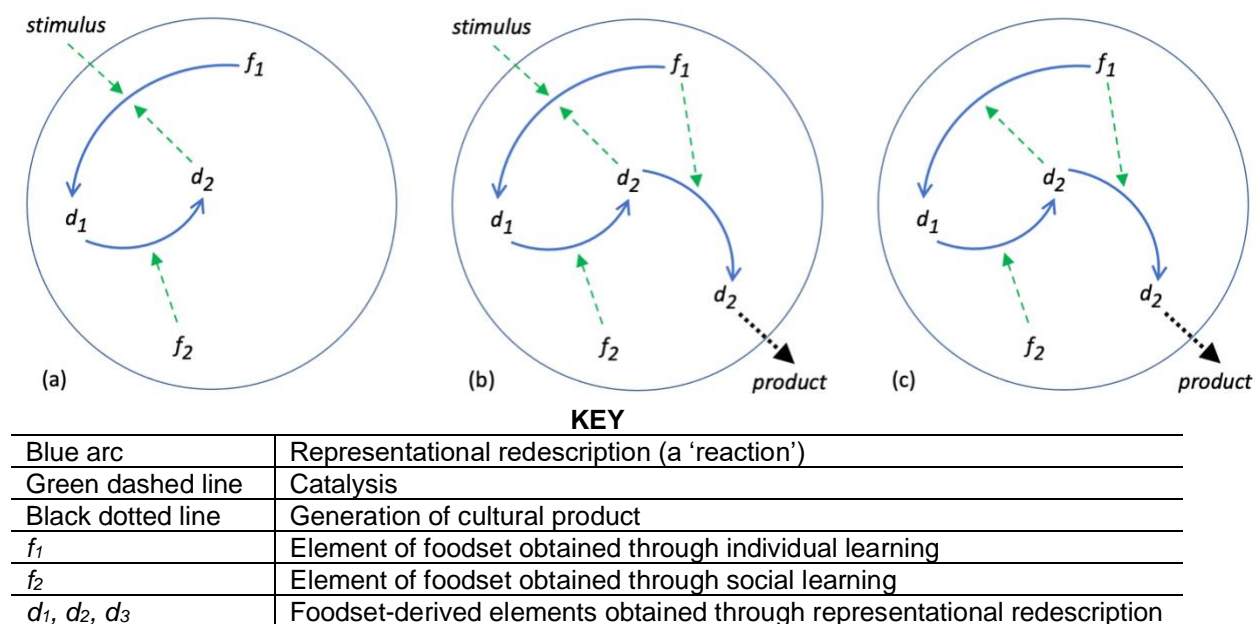 stimulus
f1
d2
d1
f2
(a)
stimulus
f1
d2
d1
d2
f2
(b)
product
f1
d2
d1
d2
f2
(c)
product
KEY
Blue arc Representational redescription (a ‘reaction’)
Green dashed line Catalysis
Black dotted line Generation of cultural product
f1 Element of foodset obtained through individual learning
f2 Element of foodset obtained through social learning
d1, d2, d3 Foodset-derived elements obtained through representational redescription